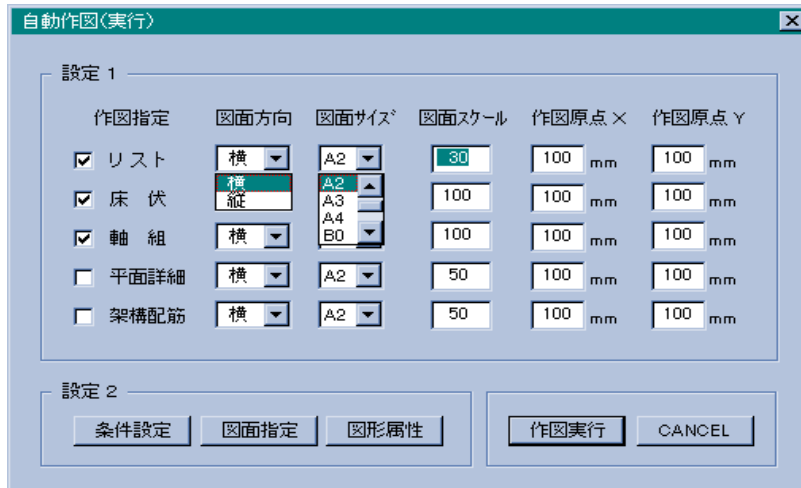 自動作図(実行)
設定 1
作図指定 図面方向 図面サイズ 図面スケール 作図原点 X 作図原点 Y
リスト 横 A2 30 100 mm 100 mm
横 A2
縦 A3
床 伏 100 100 mm 100 mm
A4
軸 組 横 B0 100 100 mm 100 mm
平面詳細 横 A2 50 100 mm 100 mm
架構配筋 横 A2 50 100 mm 100 mm
設定 2
条件設定 図面指定 図形属性 作図実行 CANCEL